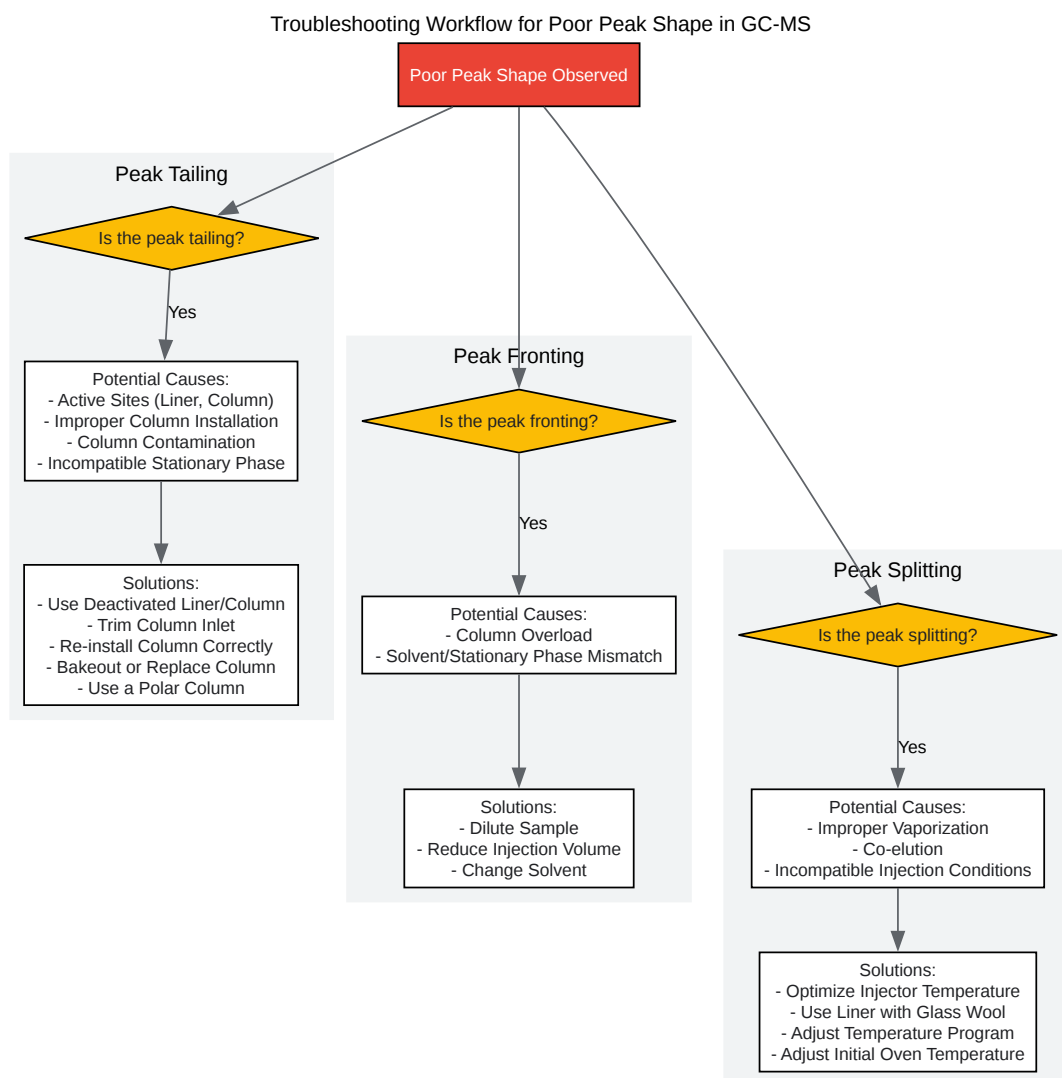 Troubleshooting Workflow for Poor Peak Shape in GC-MS
Poor Peak Shape Observed
Peak Tailing
Is the peak tailing?
Yes
Potential Causes:
- Active Sites (Liner, Column)
- Improper Column Installation
- Column Contamination
- Incompatible Stationary Phase
Solutions:
- Use Deactivated Liner/Column
- Trim Column Inlet
- Re-install Column Correctly
- Bakeout or Replace Column
- Use a Polar Column
Peak Fronting
Is the peak fronting?
Yes
Potential Causes:
- Column Overload
- Solvent/Stationary Phase Mismatch
Solutions:
- Dilute Sample
- Reduce Injection Volume
- Change Solvent
Peak Splitting
Is the peak splitting?
Yes
Potential Causes:
- Improper Vaporization
- Co-elution
- Incompatible Injection Conditions
Solutions:
- Optimize Injector Temperature
- Use Liner with Glass Wool
- Adjust Temperature Program
- Adjust Initial Oven Temperature